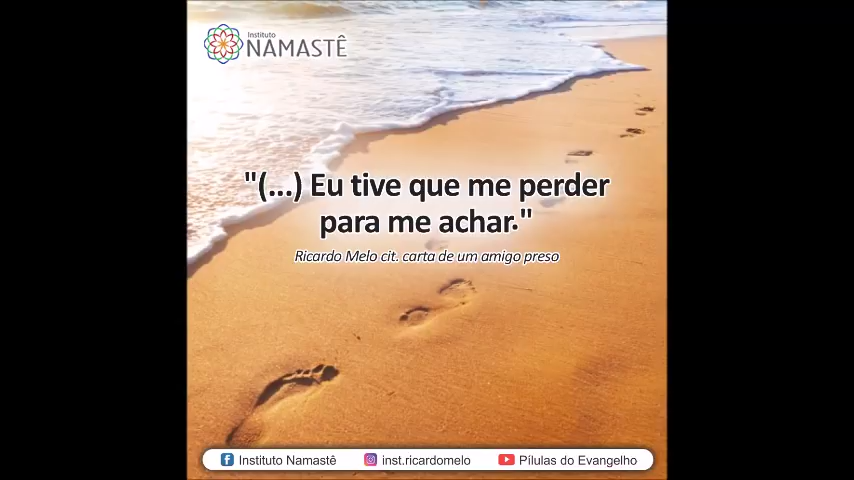 Instituto
NAMASTÊ
"(...) Eu tive que me perder
para me achar."
Ricardo Melo cit. carta de um amigo preso
Instituto Namastê inst.ricardomelo Pílulas do Evangelho